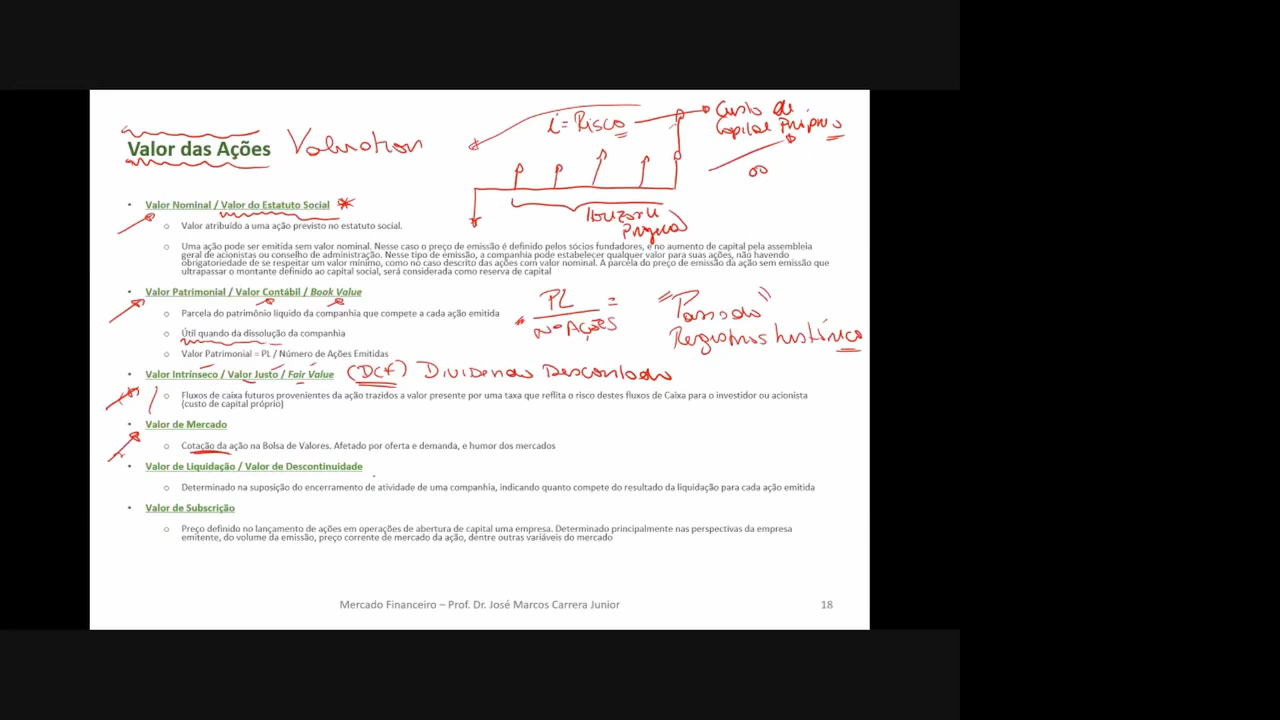 Valor das Ações Valuation
i = Risco
Custo de
Capital Próprio
∞
• Valor Nominal / Valor do Estatuto Social *
o Valor atribuído a uma ação previsto no estatuto social.
Horizonte
o Uma ação pode ser emitida sem valor nominal. Nesse caso o preço de emissão é definido pelos sócios fundadores, e no aumento de capital pela assembleia
geral de acionistas ou conselho de administração. Nesse tipo de emissão, a companhia pode estabelecer qualquer valor para suas ações, não havendo
obrigatoriedade de se respeitar um valor mínimo, como no caso descrito das ações com valor nominal. A parcela do preço de emissão da ação sem emissão que
ultrapassar o montante definido ao capital social, será considerada como reserva de capital
• Valor Patrimonial / Valor Contábil / Book Value
o Parcela do patrimônio líquido da companhia que compete a cada ação emitida
PL =
Nº Ações
"Passado"
Registros históricos
o Útil quando da dissolução da companhia
o Valor Patrimonial = PL / Número de Ações Emitidas
• Valor Intrínseco / Valor Justo / Fair Value (DCF) Dividendo Descontado
o Fluxos de caixa futuros provenientes da ação trazidos a valor presente por uma taxa que reflita o risco destes fluxos de Caixa para o investidor ou acionista
(custo de capital próprio)
• Valor de Mercado
o Cotação da ação na Bolsa de Valores. Afetado por oferta e demanda, e humor dos mercados
• Valor de Liquidação / Valor de Descontinuidade
o Determinado na suposição do encerramento de atividade de uma companhia, indicando quanto compete do resultado da liquidação para cada ação emitida
• Valor de Subscrição
o Preço definido no lançamento de ações em operações de abertura de capital uma empresa. Determinado principalmente nas perspectivas da empresa
emitente, do volume da emissão, preço corrente de mercado da ação, dentre outras variáveis do mercado
Mercado Financeiro – Prof. Dr. José Marcos Carrera Junior
18